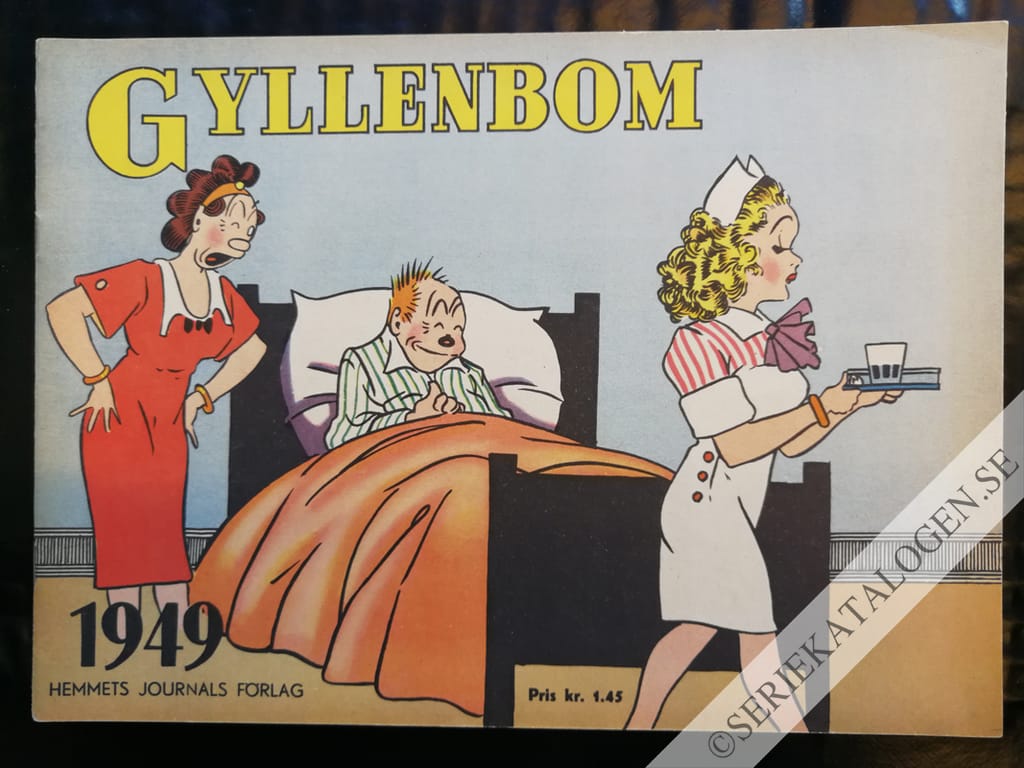 GYLLENBOM
1949
HEMMETS JOURNALS FÖRLAG
Pris kr. 1.45
©SERIEKATALOGEN.SE